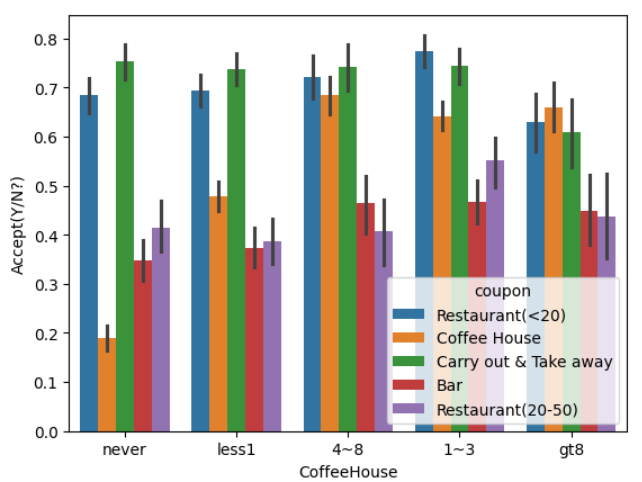 0.8
0.7
0.6
0.5
0.4
0.3
0.2
0.1
0.0
Accept(Y/N?)
coupon
Restaurant(<20)
Coffee House
Carry out & Take away
Bar
Restaurant(20-50)
never less1 4~8 1~3 gt8
CoffeeHouse